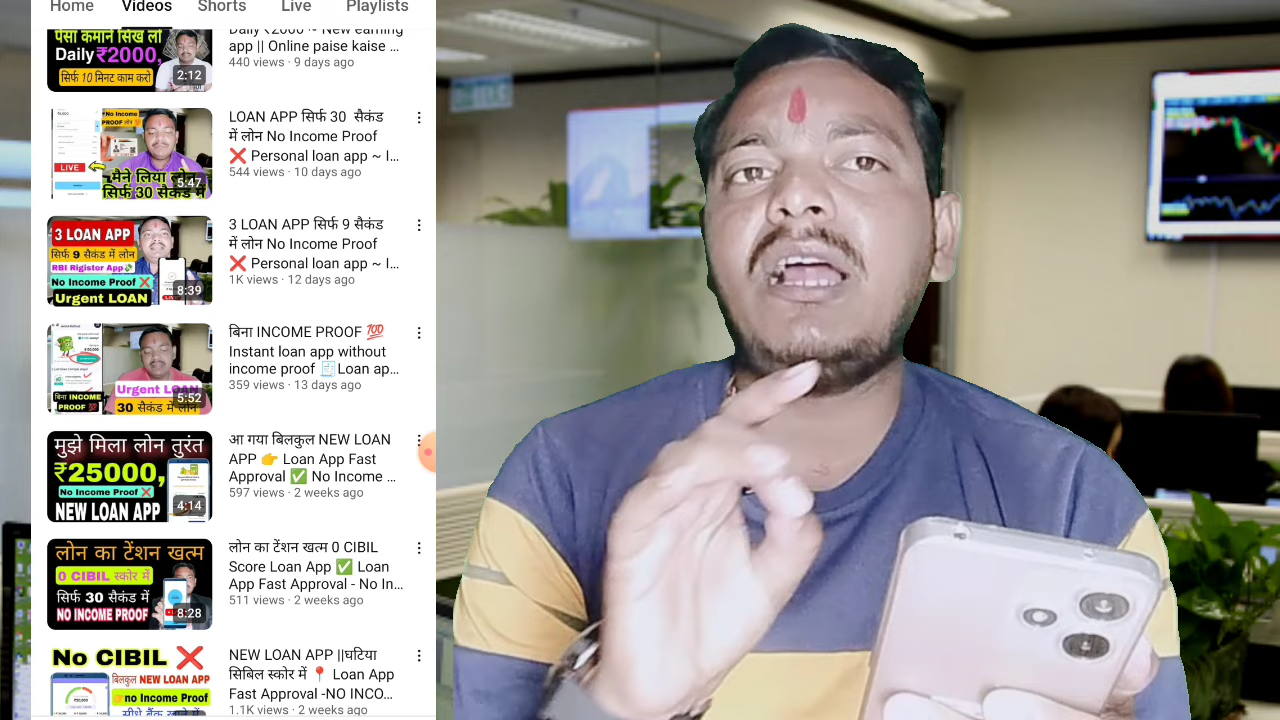 Home Videos Shorts Live Playlists
पैसा कमाना सिख लो
Daily ₹2000,
सिर्फ 10 मिनट काम करो
2:12
app || Online paise kaise ...
440 views · 9 days ago
No Income
PROOF लोन
LIVE
मैने लिया लोन
सिर्फ 30 सैकंड में
5:47
LOAN APP सिर्फ 30 सैकंड
में लोन No Income Proof
❌ Personal loan app ~ I...
544 views · 10 days ago
3 LOAN APP
सिर्फ 9 सैकंड में लोन
RBI Rigister App
No Income Proof ❌
Urgent LOAN
8:39
3 LOAN APP सिर्फ 9 सैकंड
में लोन No Income Proof
❌ Personal loan app ~ I...
1K views · 12 days ago
बिना INCOME
PROOF 💯
Urgent LOAN
30 सैकंड में लोन
5:52
बिना INCOME PROOF 💯
Instant loan app without
income proof 🧾Loan ap...
views · 13 days ago
मुझे मिला लोन तुरंत
₹25000,
No Income Proof ❌
NEW LOAN APP
4:14
आ गया बिलकुल NEW LOAN
APP 👉 Loan App Fast
Approval ✅ No Income ...
597 views · 2 weeks ago
लोन का टेंशन खत्म
0 CIBIL स्कोर में
सिर्फ 30 सैकंड में
NO INCOME PROOF
8:28
लोन का टेंशन खत्म 0 CIBIL
Score Loan App ✅ Loan
App Fast Approval - No In...
511 views · 2 weeks ago
No CIBIL ❌
बिलकुल NEW LOAN APP
no Income Proof
NEW LOAN APP ||घटिया
सिबिल स्कोर में 📍 Loan App
Fast Approval -NO INCO...
1.1K views · 2 weeks ago